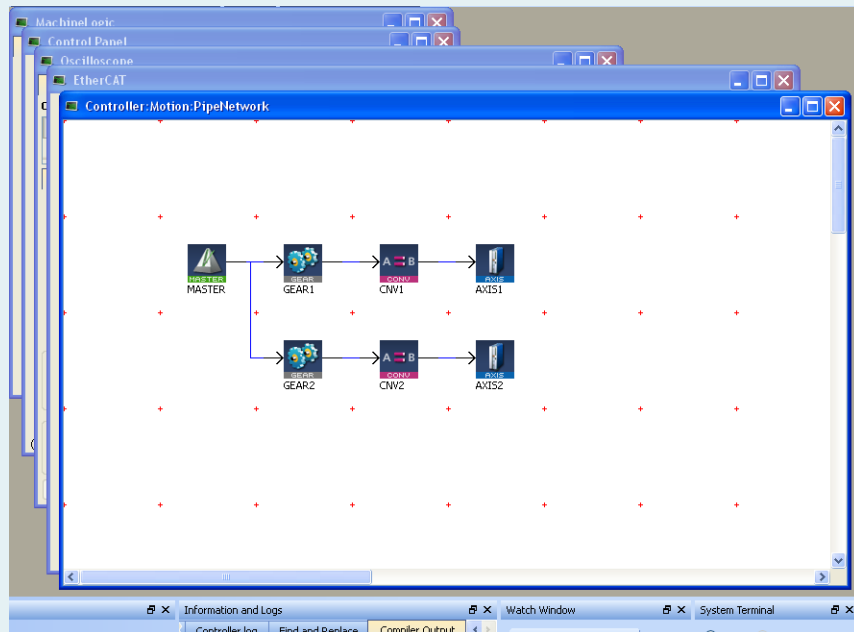 MachineLogic
Control Panel
Oscilloscope
EtherCAT
Controller:Motion:PipeNetwork
MASTER GEAR A B CONV AXIS
MASTER GEAR1 CNV1 AXIS1
GEAR A B CONV AXIS
GEAR2 CNV2 AXIS2
Information and Logs Watch Window System Terminal
Controller log Find and Replace Compiler Output